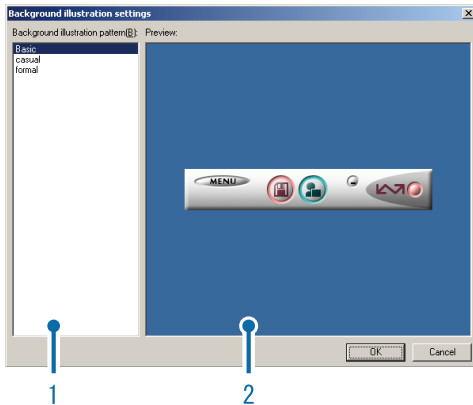 Background illustration settings
Background illustration pattern(B):
Preview:
Basic
casual
formal
MENU
OK
Cancel
1
2